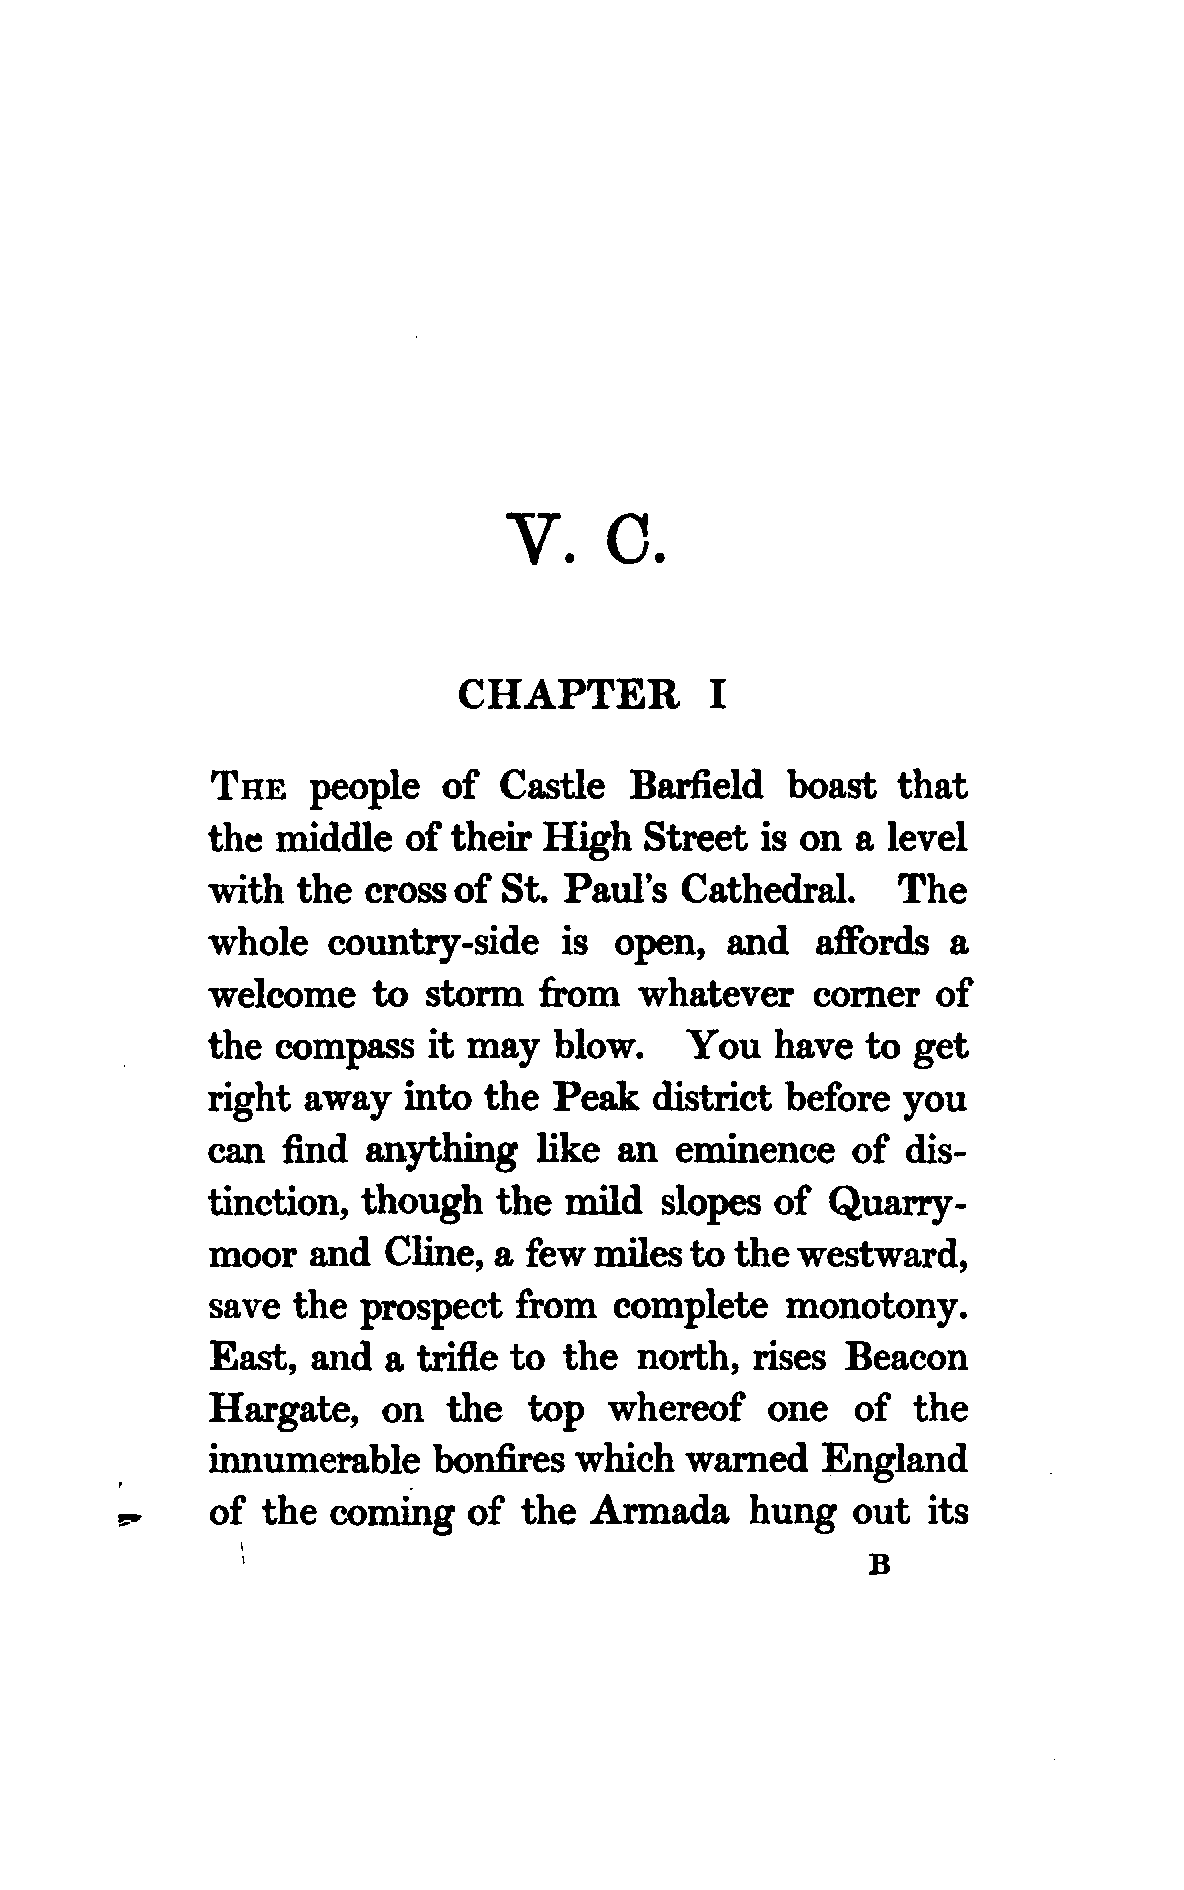 V. C.
CHAPTER I
THE people of Castle Barfield boast that
the middle of their High Street is on a level
with the cross of St. Paul's Cathedral. The
whole country-side is open, and affords a
welcome to storm from whatever corner of
the compass it may blow. You have to get
right away into the Peak district before you
can find anything like an eminence of dis-
tinction, though the mild slopes of Quarry-
moor and Cline, a few miles to the westward,
save the prospect from complete monotony.
East, and a trifle to the north, rises Beacon
Hargate, on the top whereof one of the
innumerable bonfires which warned England
of the coming of the Armada hung out its
B